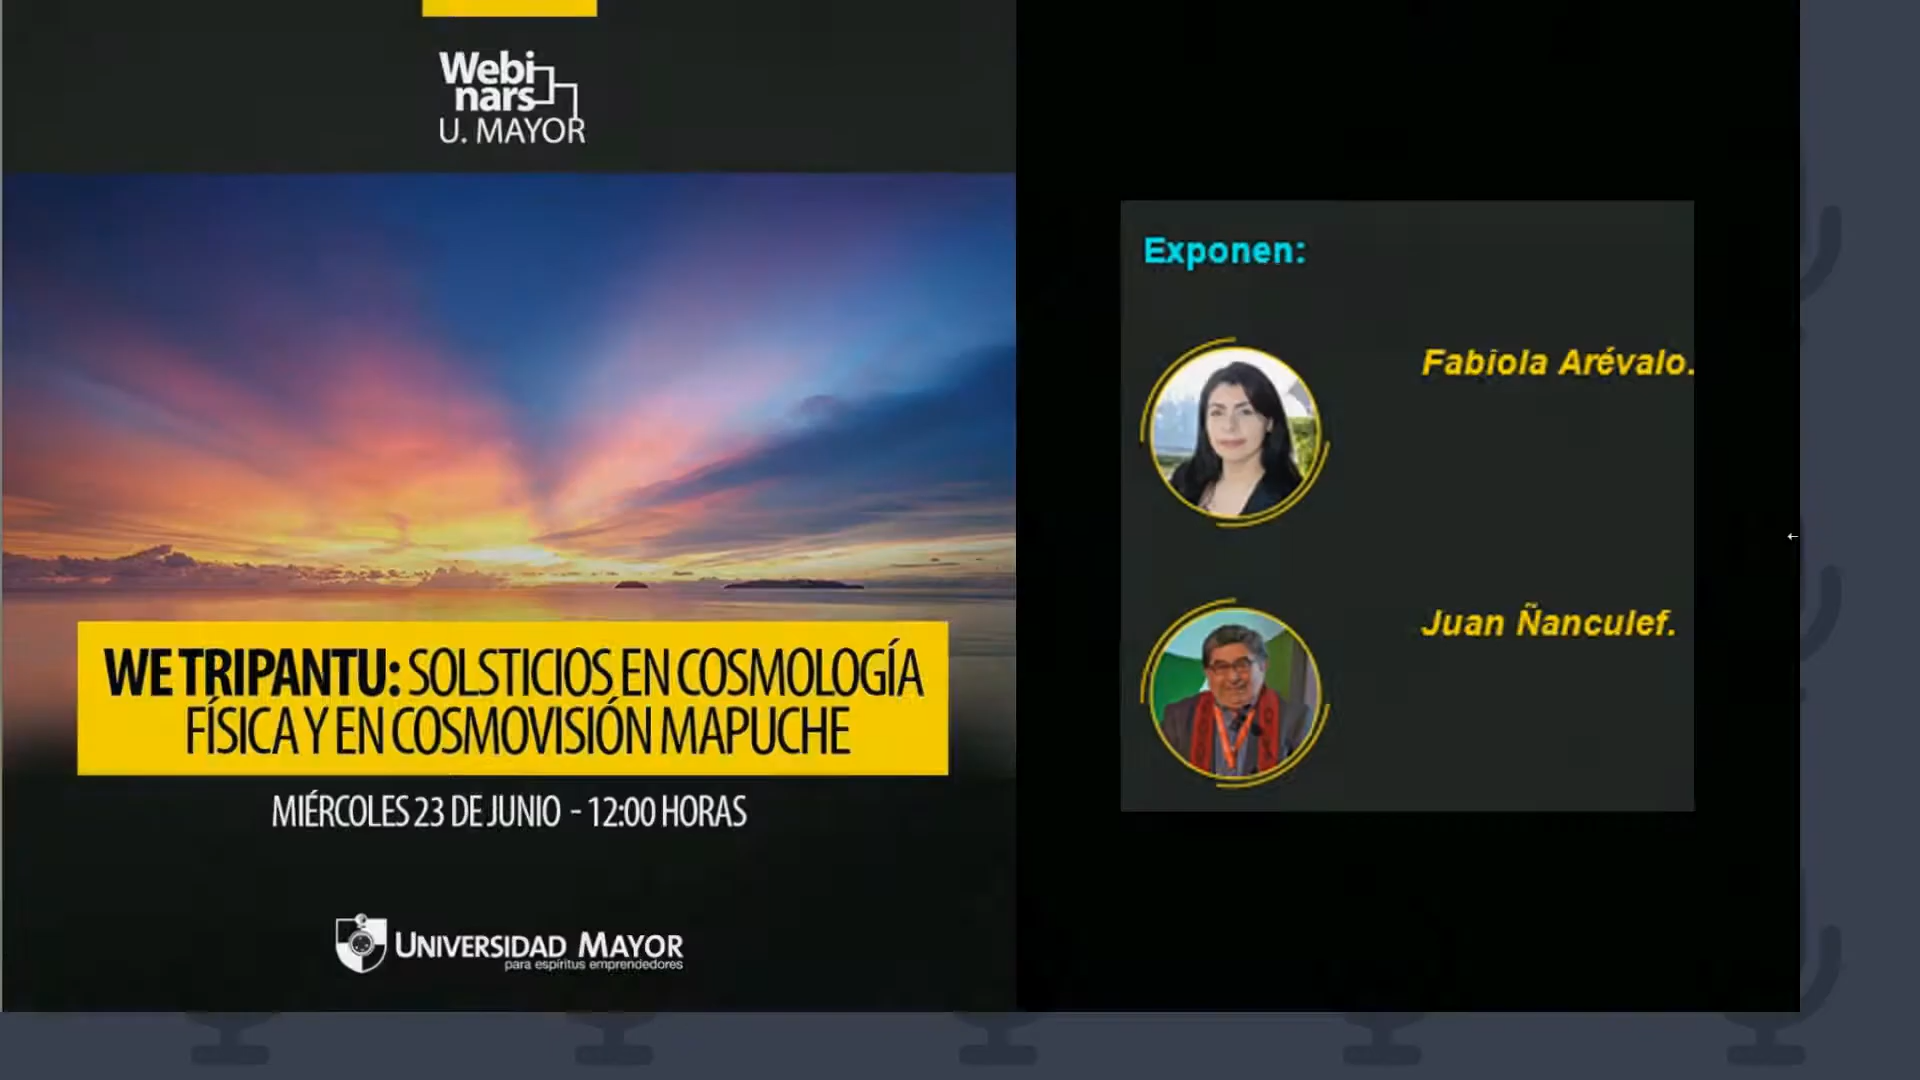 Webi
nars
U. MAYOR
WE TRIPANTU: SOLSTICIOS EN COSMOLOGÍA
FÍSICA Y EN COSMOVISIÓN MAPUCHE
MIÉRCOLES 23 DE JUNIO - 12:00 HORAS
UNIVERSIDAD MAYOR
para espíritus emprendedores
Exponen:
Fabiola Arévalo.
Juan Ñanculef.